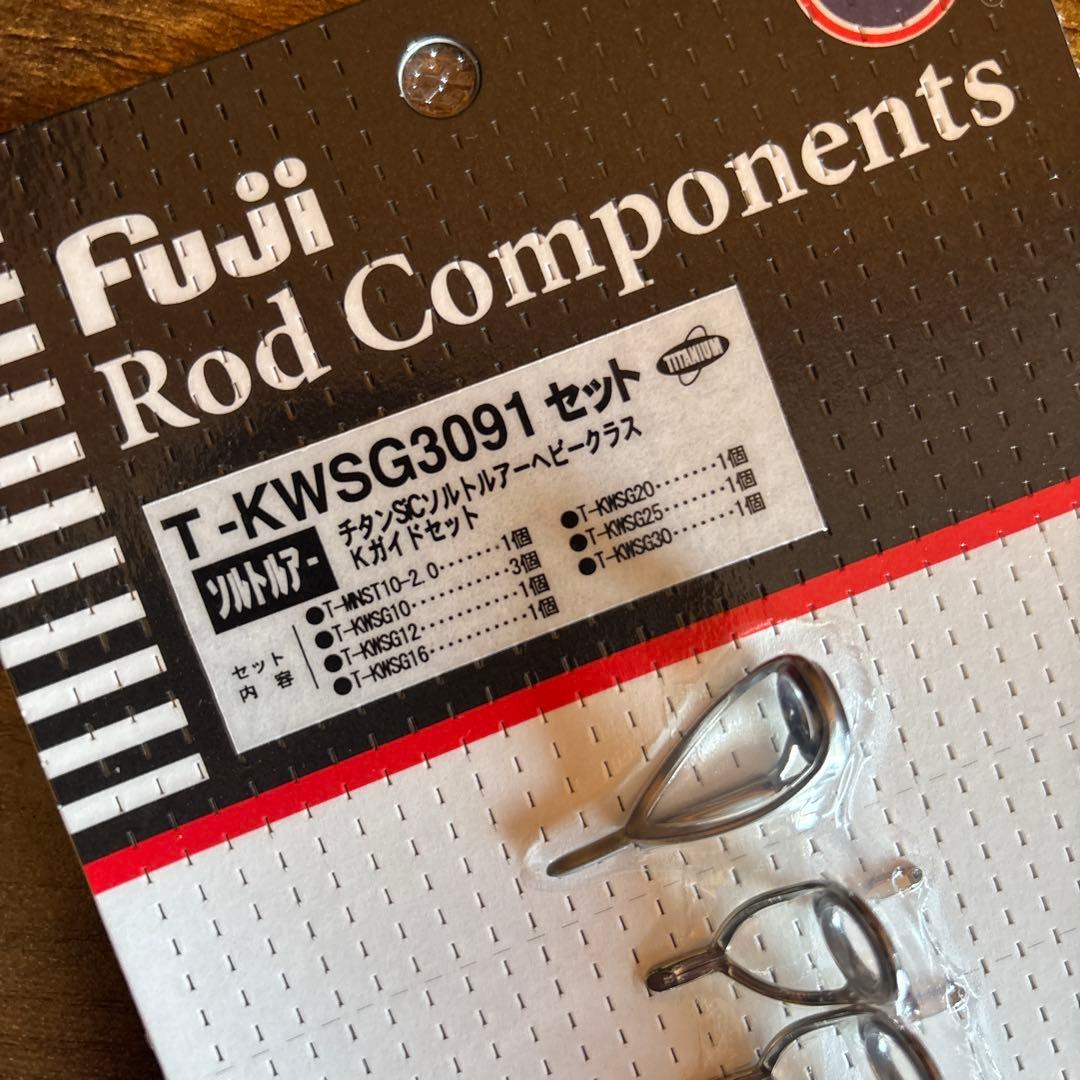 Fuji
Rod Components
T-KWSG3091 セット
TITANIUM
ソルトルアー
チタンSiCソルトルアーヘビークラス
Kガイドセット
セット
内容
●T-MNST10-2.0‥‥‥1個
●T-KWSG10‥‥‥‥‥3個
●T-KWSG12‥‥‥‥‥1個
●T-KWSG16‥‥‥‥‥1個
●T-KWSG20‥‥‥1個
●T-KWSG25‥‥‥‥1個
●T-KWSG30‥‥‥1個